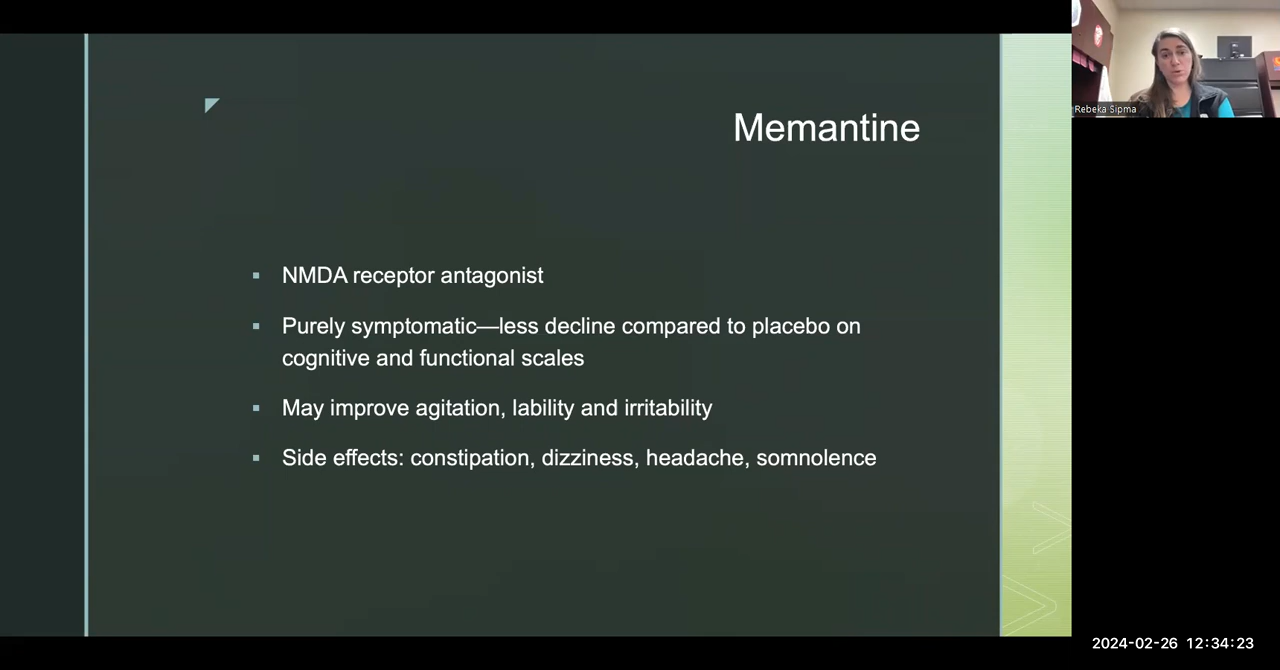 Memantine
Rebeka Sipma
▪ NMDA receptor antagonist
▪ Purely symptomatic—less decline compared to placebo on
cognitive and functional scales
▪ May improve agitation, lability and irritability
▪ Side effects: constipation, dizziness, headache, somnolence
2024-02-26 12:34:23